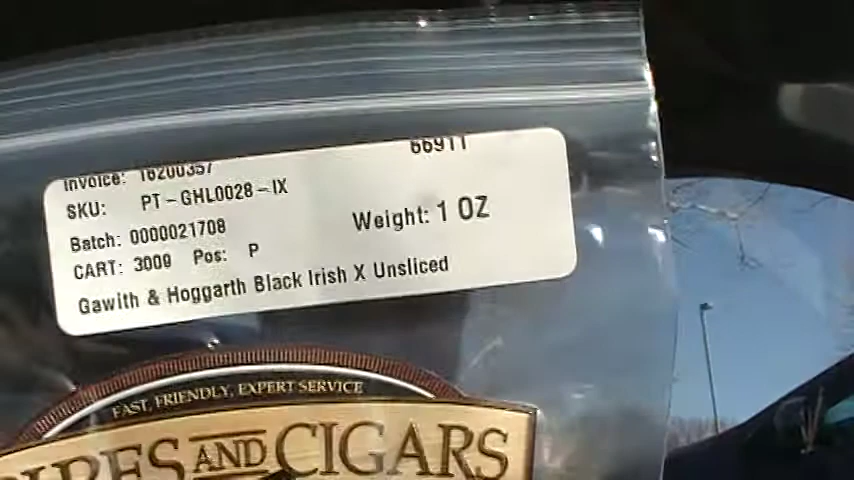 Invoice: 18200357
66911
SKU: PT-GHL0028-IX
Batch: 0000021708
Weight: 1 OZ
CART: 3009 Pos: P
Gawith & Hoggarth Black Irish X Unsliced
FAST, FRIENDLY, EXPERT SERVICE
PIPES AND CIGARS